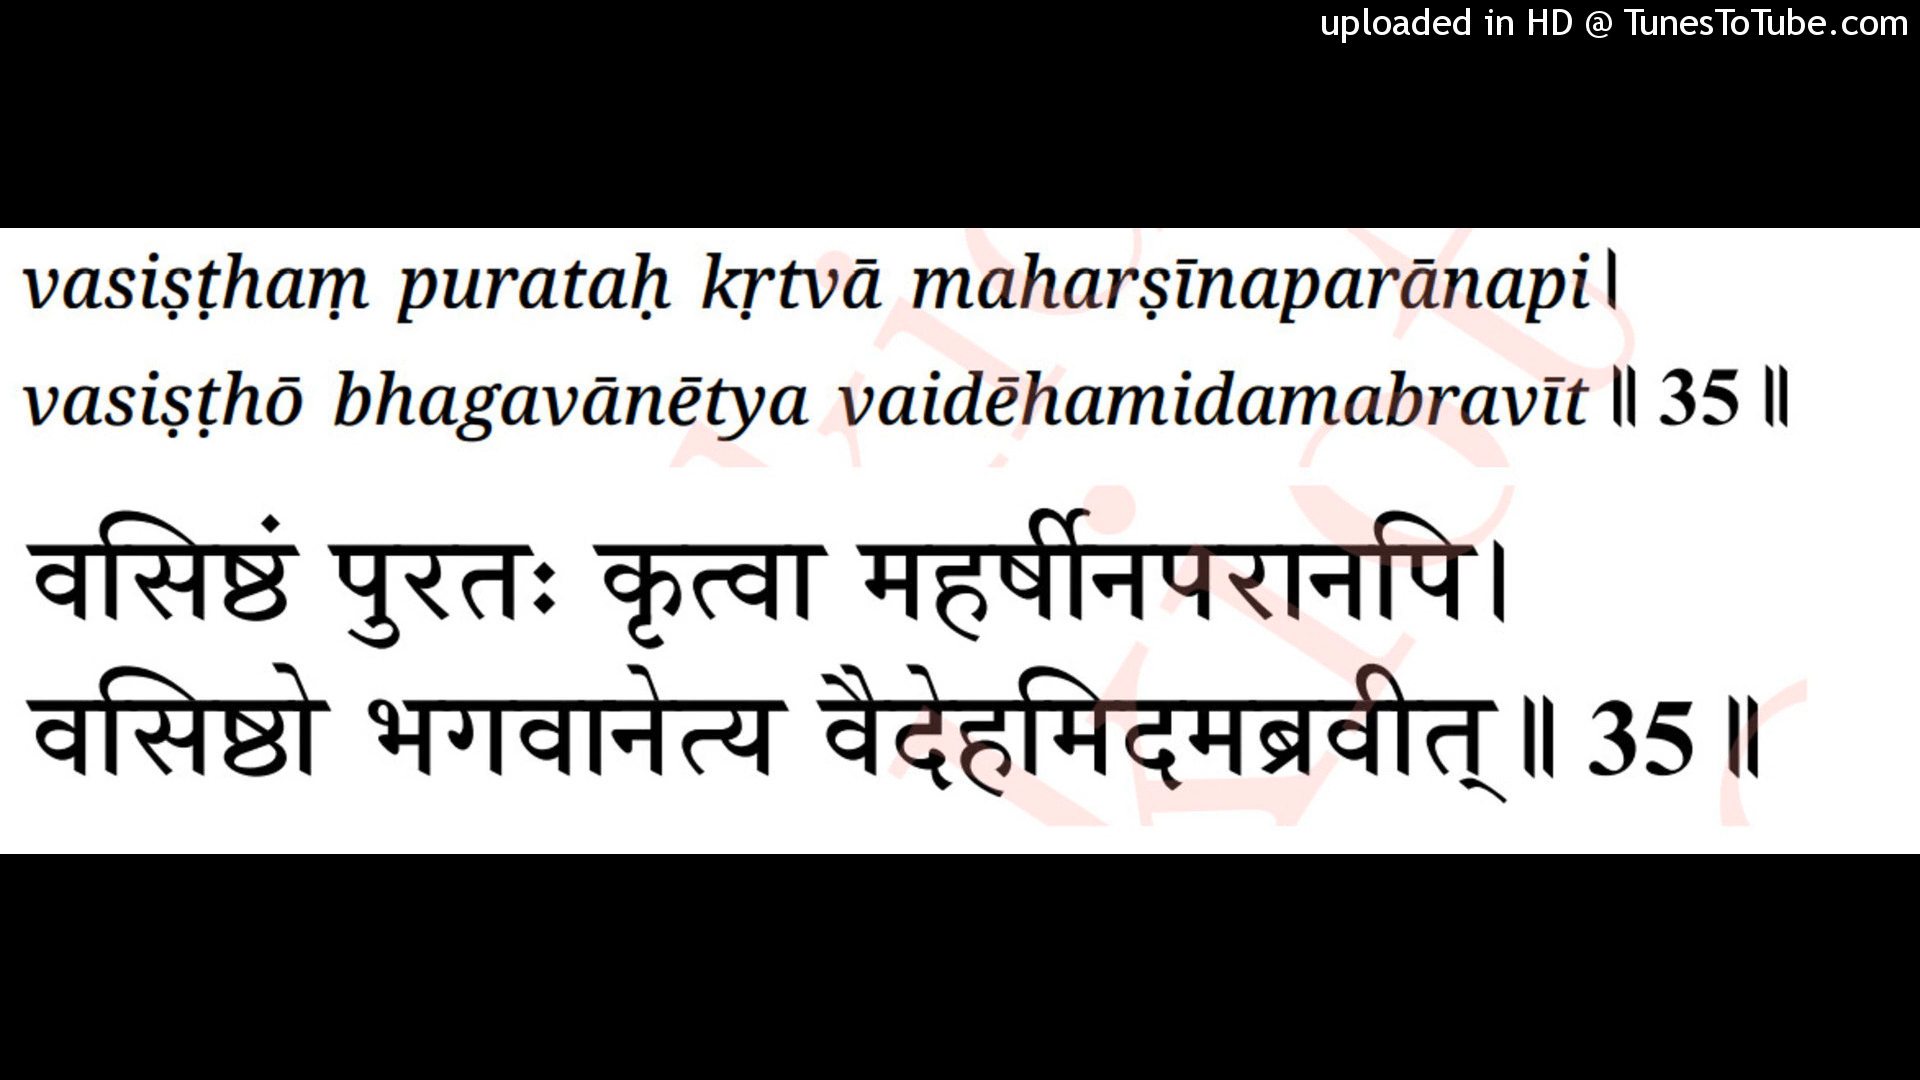 uploaded in HD @ TunesToTube.com
vasiṣṭhaṃ purataḥ kṛtvā maharṣīnaparānapi|
vasiṣṭhō bhagavānētya vaidēhamidamabravīt॥ 35॥
वसिष्ठं पुरतः कृत्वा महर्षीनपरानपि।
वसिष्ठो भगवानेत्य वैदेहमिदमब्रवीत्॥ 35॥